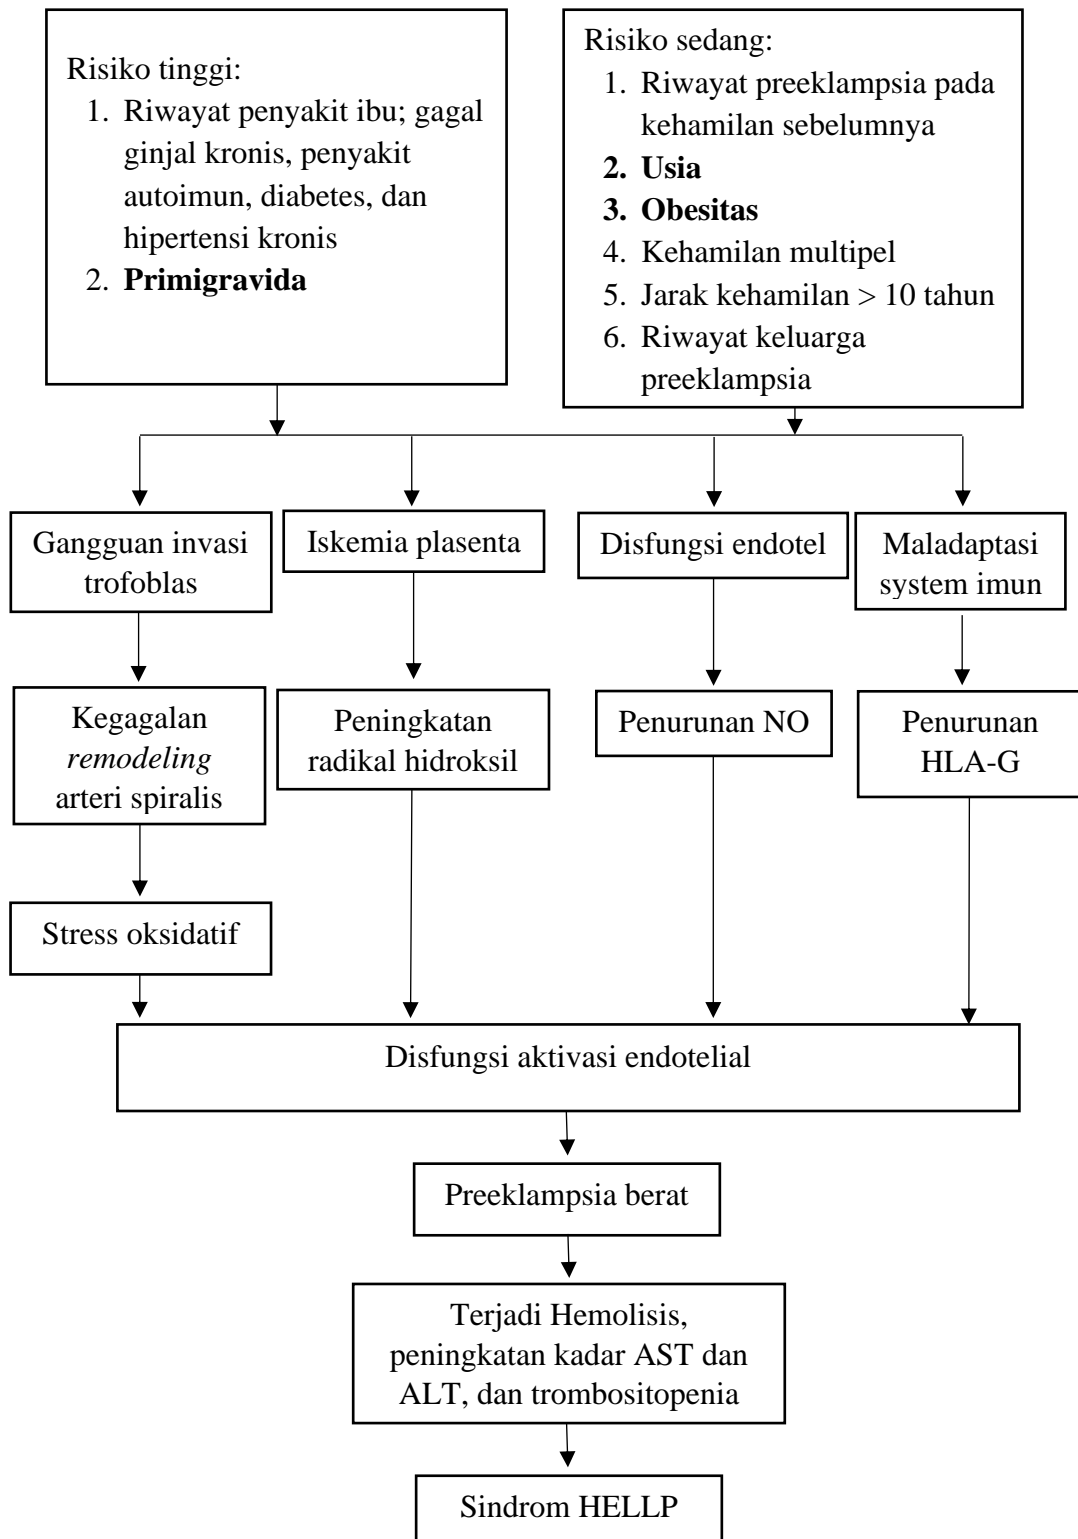 Risiko tinggi:
1. Riwayat penyakit ibu; gagal
ginjal kronis, penyakit
autoimun, diabetes, dan
hipertensi kronis
2. Primigravida
Risiko sedang:
1. Riwayat preeklampsia pada
kehamilan sebelumnya
2. Usia
3. Obesitas
4. Kehamilan multipel
5. Jarak kehamilan > 10 tahun
6. Riwayat keluarga
preeklampsia
Gangguan invasi
trofoblas
Iskemia plasenta
Disfungsi endotel
Maladaptasi
system imun
Kegagalan
remodeling
arteri spiralis
Peningkatan
radikal hidroksil
Penurunan NO
Penurunan
HLA-G
Stress oksidatif
Disfungsi aktivasi endotelial
Preeklampsia berat
Terjadi Hemolisis,
peningkatan kadar AST dan
ALT, dan trombositopenia
Sindrom HELLP